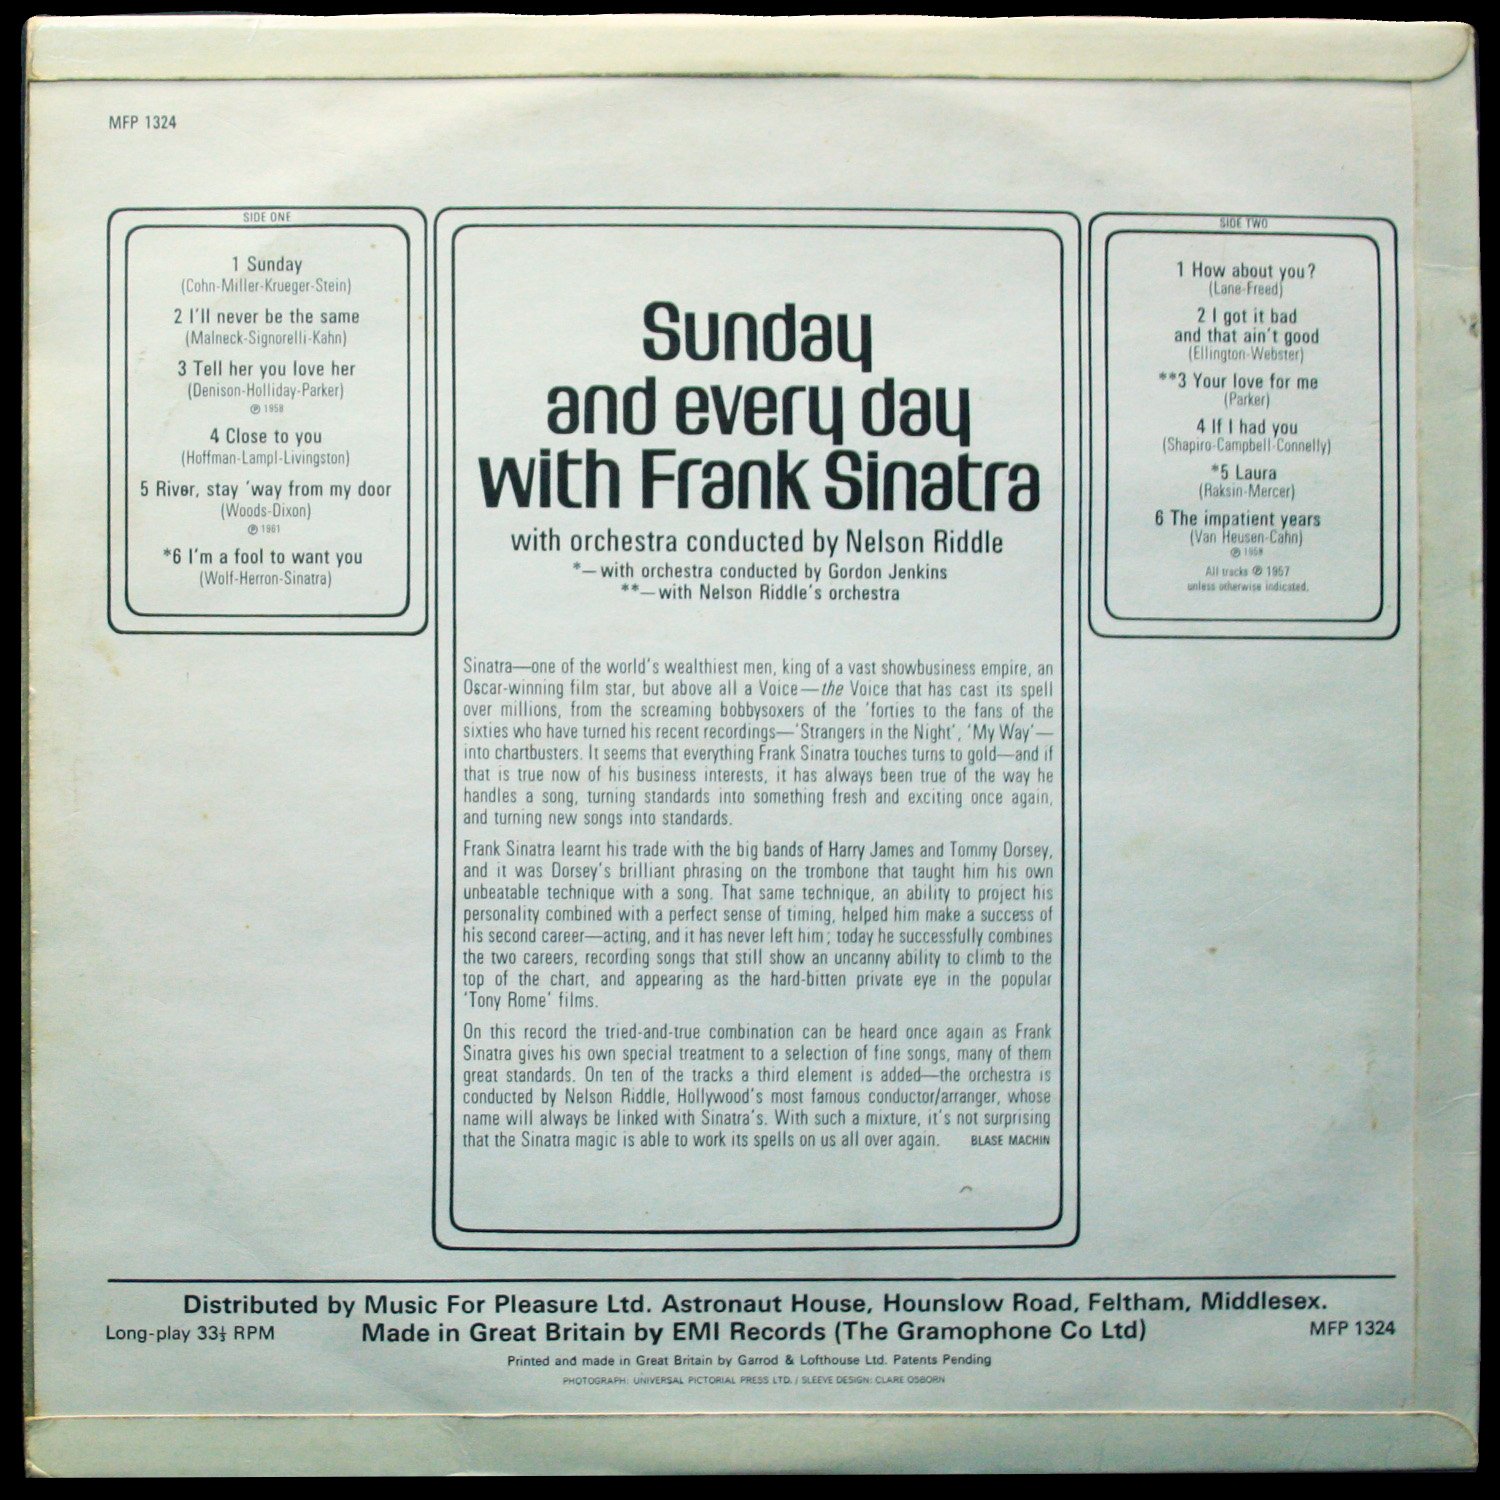 MFP 1324
SIDE ONE
1 Sunday
(Cohn-Miller-Krueger-Stein)
2 I'll never be the same
(Malneck-Signorelli-Kahn)
3 Tell her you love her
(Denison-Holliday-Parker)
℗ 1958
4 Close to you
(Hoffman-Lampl-Livingston)
5 River, stay 'way from my door
(Woods-Dixon)
℗ 1961
*6 I'm a fool to want you
(Wolf-Herron-Sinatra)
Sunday
and every day
with Frank Sinatra
with orchestra conducted by Nelson Riddle
*—with orchestra conducted by Gordon Jenkins
**—with Nelson Riddle's orchestra
Sinatra—one of the world's wealthiest men, king of a vast showbusiness empire, an
Oscar-winning film star, but above all a Voice—the Voice that has cast its spell
over millions, from the screaming bobbysoxers of the 'forties to the fans of the
sixties who have turned his recent recordings—'Strangers in the Night', 'My Way'—
into chartbusters. It seems that everything Frank Sinatra touches turns to gold—and if
that is true now of his business interests, it has always been true of the way he
handles a song, turning standards into something fresh and exciting once again,
and turning new songs into standards.
Frank Sinatra learnt his trade with the big bands of Harry James and Tommy Dorsey,
and it was Dorsey's brilliant phrasing on the trombone that taught him his own
unbeatable technique with a song. That same technique, an ability to project his
personality combined with a perfect sense of timing, helped him make a success of
his second career—acting, and it has never left him; today he successfully combines
the two careers, recording songs that still show an uncanny ability to climb to the
top of the chart, and appearing as the hard-bitten private eye in the popular
'Tony Rome' films.
On this record the tried-and-true combination can be heard once again as Frank
Sinatra gives his own special treatment to a selection of fine songs, many of them
great standards. On ten of the tracks a third element is added—the orchestra is
conducted by Nelson Riddle, Hollywood's most famous conductor/arranger, whose
name will always be linked with Sinatra's. With such a mixture, it's not surprising
that the Sinatra magic is able to work its spells on us all over again. BLASE MACHIN
SIDE TWO
1 How about you?
(Lane-Freed)
2 I got it bad
and that ain't good
(Ellington-Webster)
**3 Your love for me
(Parker)
4 If I had you
(Shapiro-Campbell-Connelly)
*5 Laura
(Raksin-Mercer)
6 The impatient years
(Van Heusen-Cahn)
℗ 1958
All tracks ℗ 1957
unless otherwise indicated.
Distributed by Music For Pleasure Ltd. Astronaut House, Hounslow Road, Feltham, Middlesex.
Long-play 33⅓ RPM Made in Great Britain by EMI Records (The Gramophone Co Ltd) MFP 1324
Printed and made in Great Britain by Garrod & Lofthouse Ltd. Patents Pending
PHOTOGRAPH: UNIVERSAL PICTORIAL PRESS LTD. / SLEEVE DESIGN: CLARE OSBORN